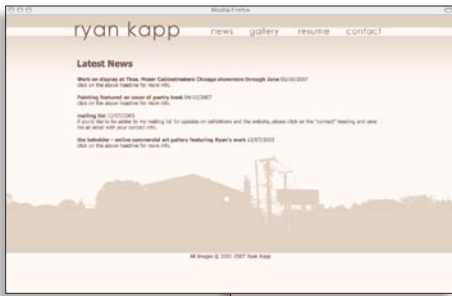 Mozilla Firefox
ryan kapp news gallery resume contact
Latest News
Work on display at Thos. Moser Cabinetmakers Chicago showroom through June 05/10/2007
click on the above headline for more info.
Painting featured on cover of poetry book 04/12/2007
click on the above headline for more info.
mailing list 12/07/2005
if you'd like to be added to my mailing list for updates on exhibitions and the website, please click on the "contact" heading and send
me an email with your contact info.
the beholder - online commercial art gallery featuring Ryan's work 12/07/2005
click on the above headline for more info.
All Images © 2001 2007 Ryan Kapp